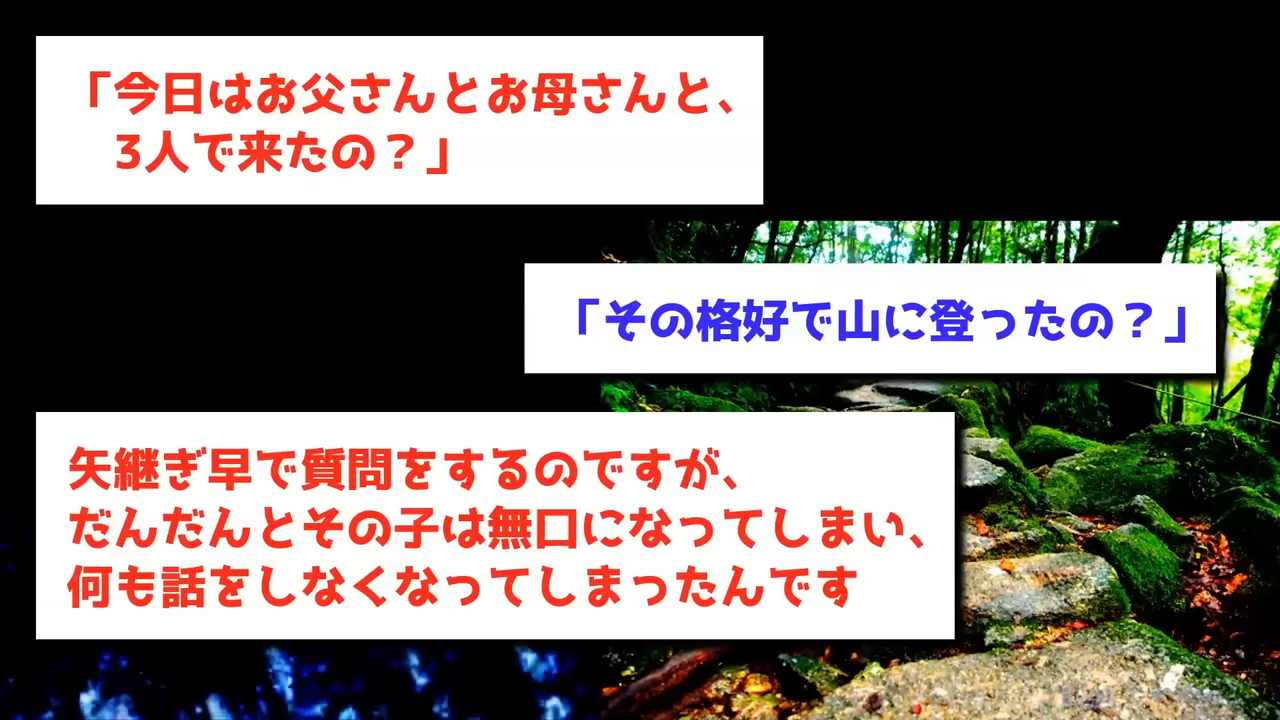 「今日はお父さんとお母さんと、
3人で来たの？」
「その格好で山に登ったの？」
矢継ぎ早で質問をするのですが、
だんだんとその子は無口になってしまい、
何も話をしなくなってしまったんです